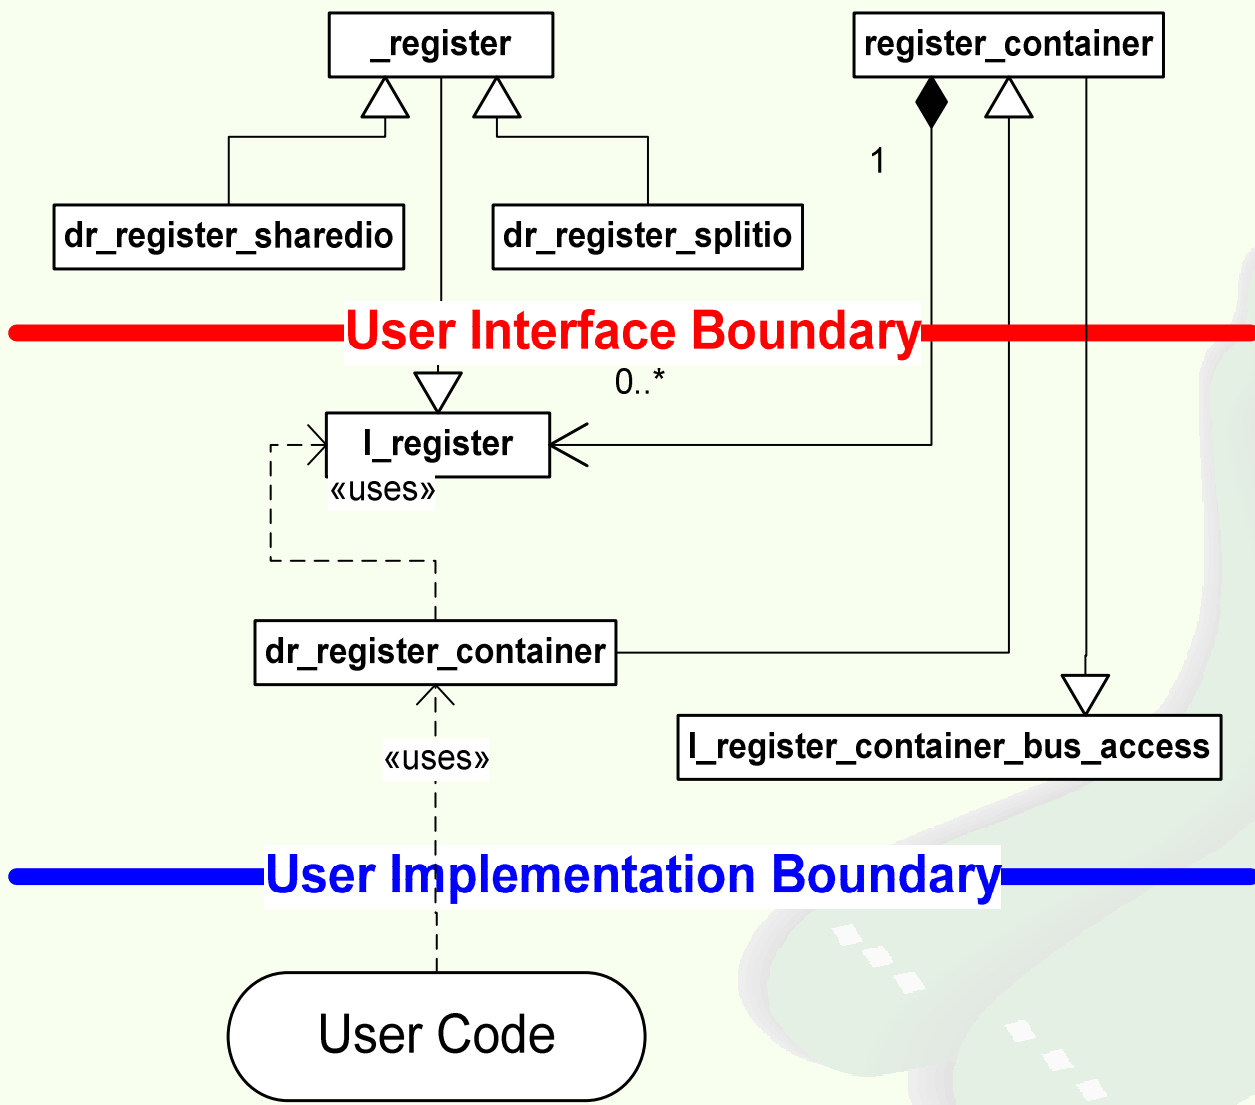 _register
register_container
1
dr_register_sharedio
dr_register_splitio
User Interface Boundary
0..*
I_register
«uses»
dr_register_container
I_register_container_bus_access
«uses»
User Implementation Boundary
User Code